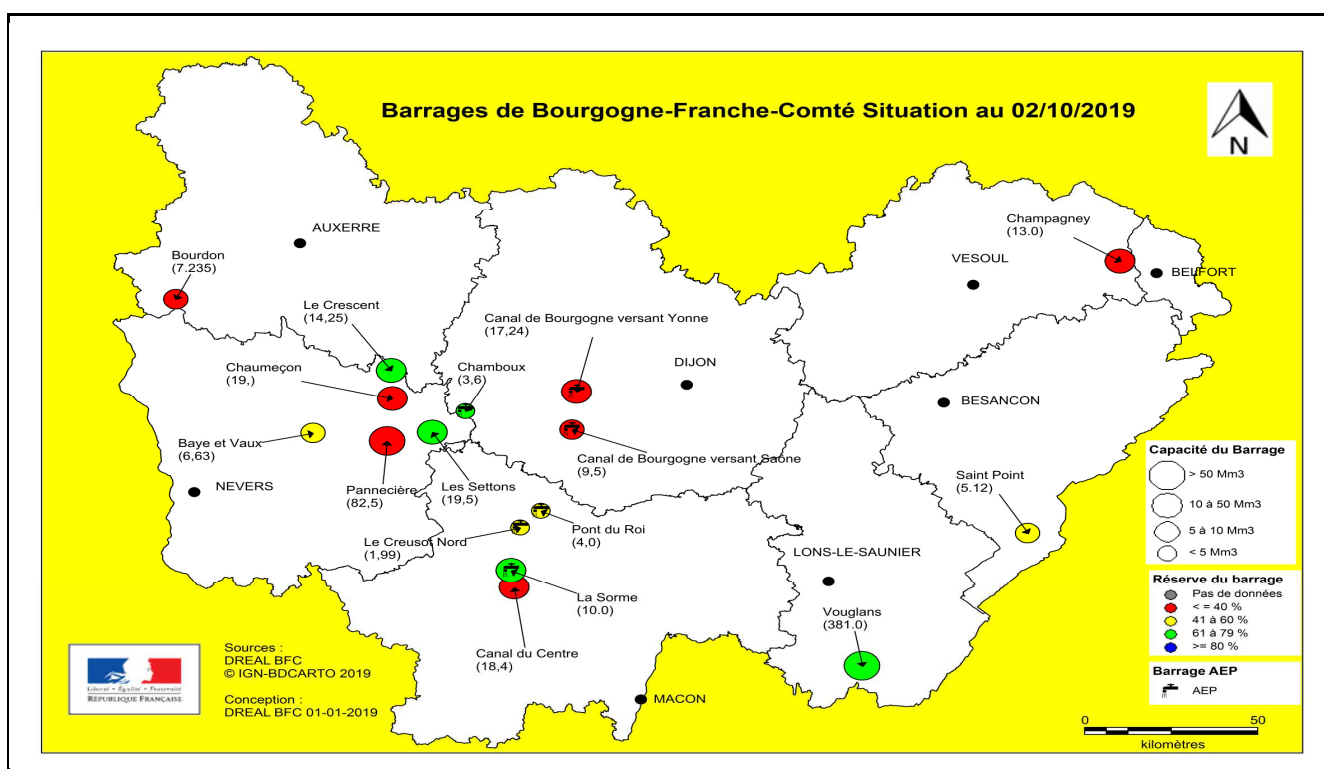 Barrages de Bourgogne-Franche-Comté Situation au 02/10/2019
N
AUXERRE
Bourdon
(7.235)
Le Crescent
(14,25)
Chaumeçon
(19,)
Baye et Vaux
(6,63)
NEVERS
Pannecière
(82,5)
Les Settons
(19,5)
Chamboux
(3,6)
Canal de Bourgogne versant Yonne
(17,24)
DIJON
Canal de Bourgogne versant Saône
(9,5)
Champagney
(13.0)
VESOUL
BELFORT
BESANCON
Saint Point
(5.12)
Le Creusot Nord
(1,99)
Pont du Roi
(4,0)
La Sorme
(10.0)
Canal du Centre
(18,4)
LONS-LE-SAUNIER
Vouglans
(381.0)
MACON
Capacité du Barrage
> 50 Mm3
10 à 50 Mm3
5 à 10 Mm3
< 5 Mm3
Réserve du barrage
Pas de données
< = 40 %
41 à 60 %
61 à 79 %
>= 80 %
Barrage AEP
AEP
0 50
kilomètres
Liberté • Égalité • Fraternité
RÉPUBLIQUE FRANÇAISE
Sources :
DREAL BFC
© IGN-BDCARTO 2019
Conception :
DREAL BFC 01-01-2019